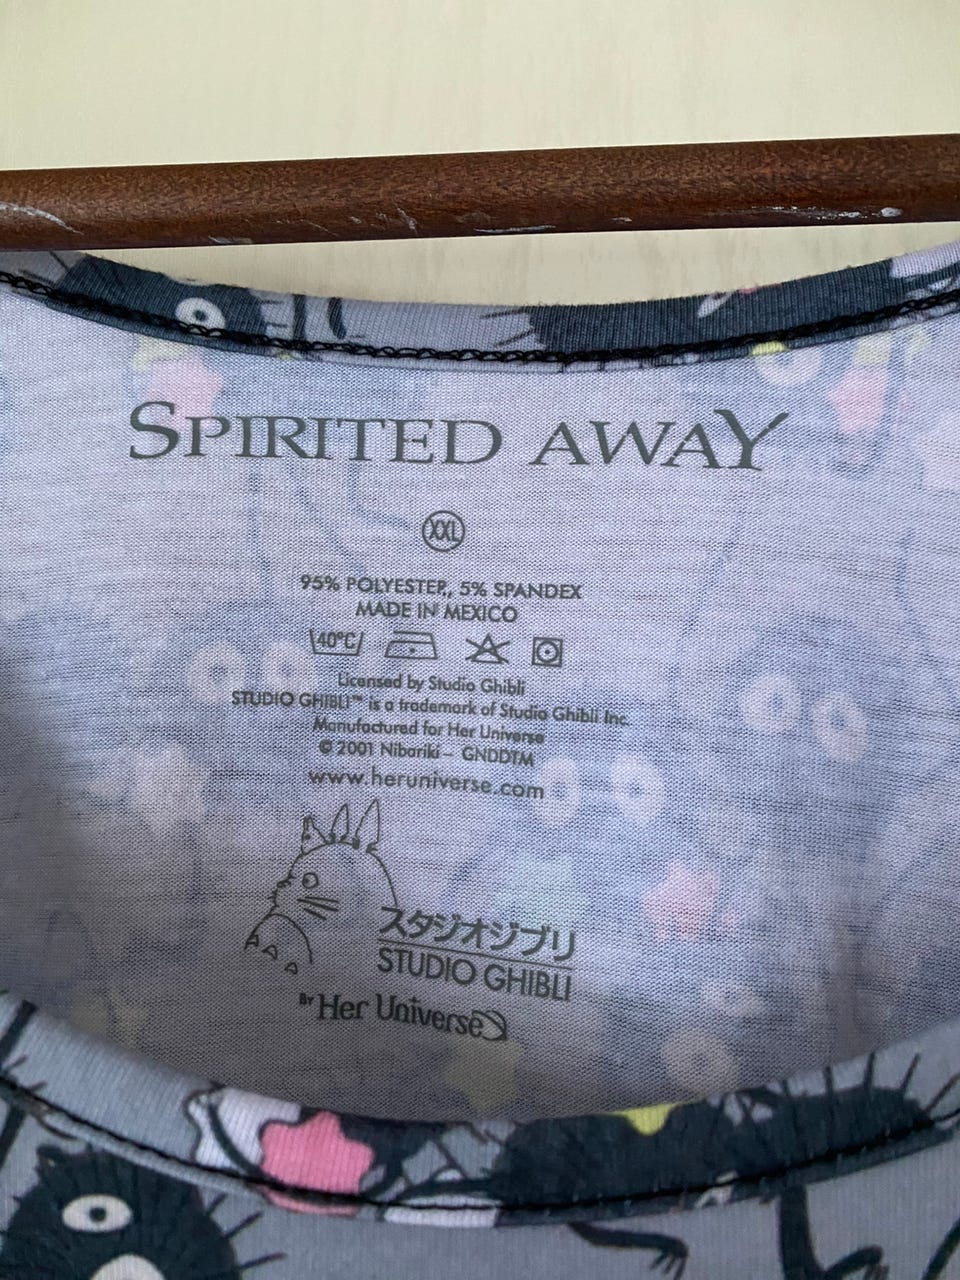 SPIRITED AWAY
XXL
95% POLYESTER, 5% SPANDEX
MADE IN MEXICO
40°C
Licensed by Studio Ghibli
STUDIO GHIBLI™ is a trademark of Studio Ghibli Inc.
Manufactured for Her Universe
© 2001 Nibariki – GNDDTM
www.heruniverse.com
スタジオジブリ
STUDIO GHIBLI
BY Her Universe